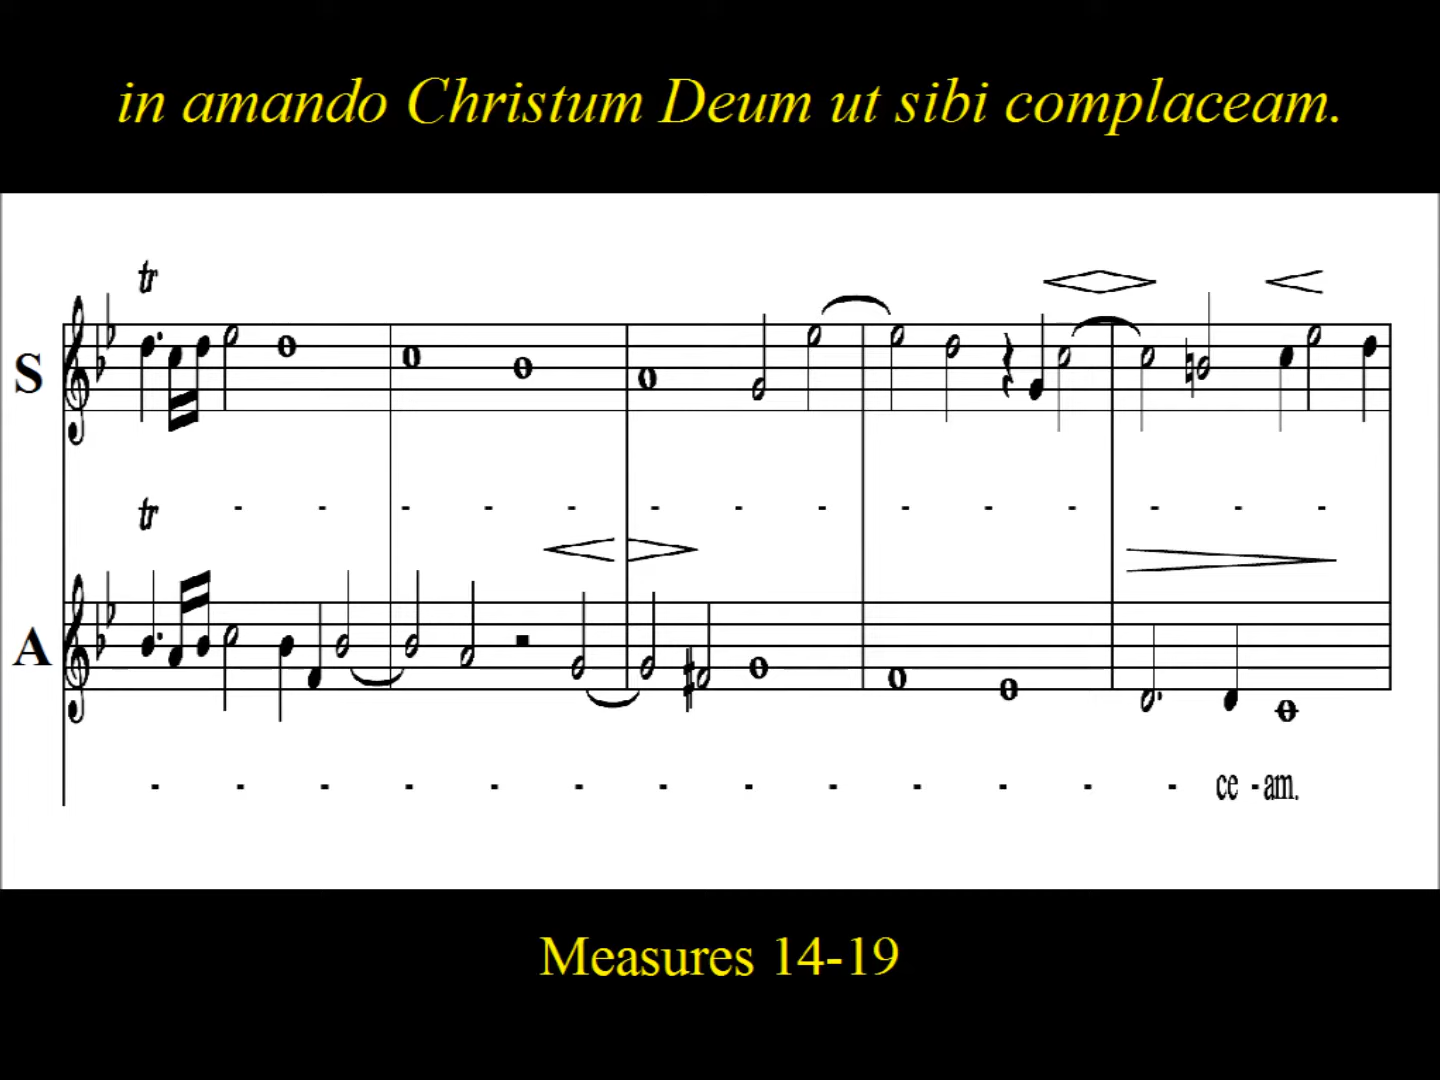 in amando Christum Deum ut sibi complaceam.
tr
S
- - - - - - - - - - - - - -
tr
A
- - - - - - - - - - - - - ce - am.
Measures 14-19